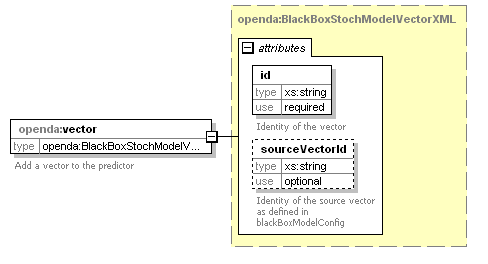 openda:BlackBoxStochModelVectorXML
attributes
id
type xs:string
use required
Identity of the vector
openda:vector
type openda:BlackBoxStochModelV...
Add a vector to the predictor
sourceVectorId
type xs:string
use optional
Identity of the source vector
as defined in
blackBoxModelConfig